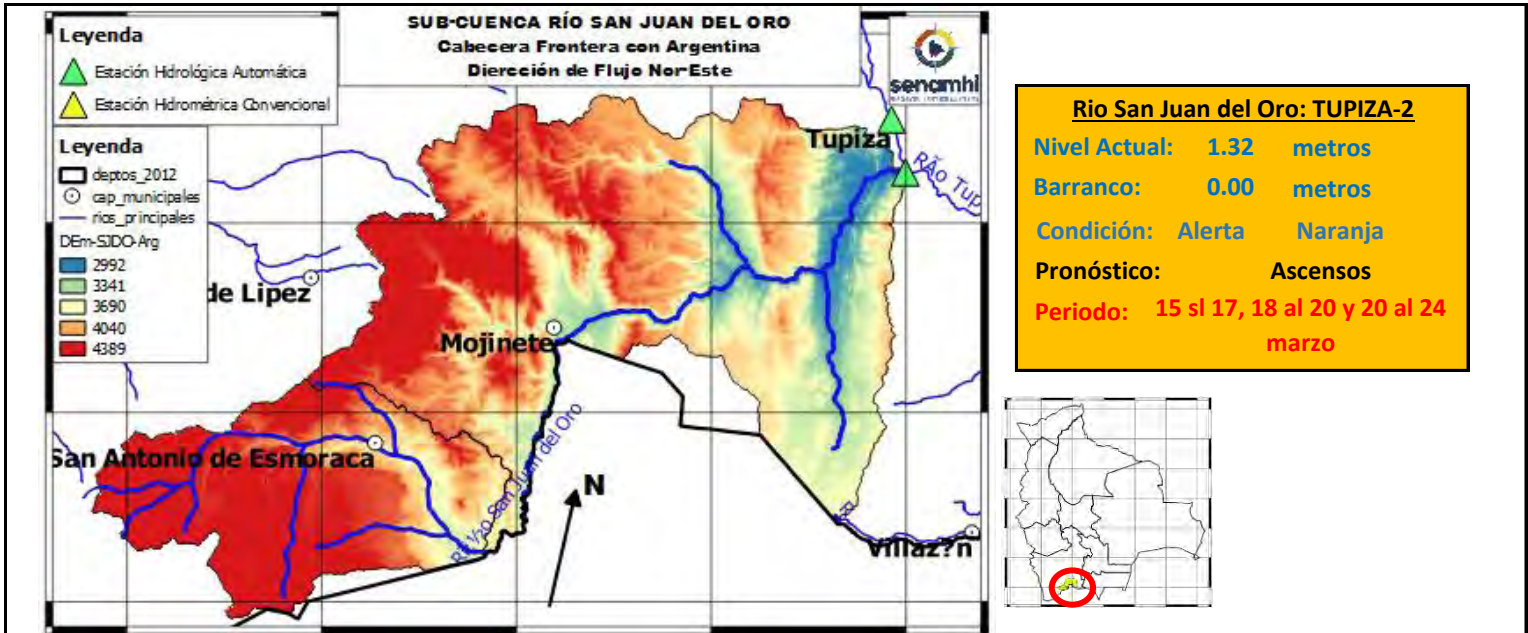 SUB-CUENCA RÍO SAN JUAN DEL ORO
Cabecera Frontera con Argentina
Diercción de Flujo Nor-Este
senamhi
Leyenda
Estación Hidrológica Automática
Estación Hidrométrica Convencional
Leyenda
deptos_2012
cap_municipales
rios_principales
DEm-SJDO-Arg
2992
3341
3690
4040
4389
Tupiza
RÃ­o Tup
de Lipez
Mojinete
San Antonio de Esmoraca
San Juan del Oro
N
Villaz?n
Rio San Juan del Oro: TUPIZA-2
Nivel Actual: 1.32 metros
Barranco: 0.00 metros
Condición: Alerta Naranja
Pronóstico: Ascensos
Periodo: 15 sl 17, 18 al 20 y 20 al 24
marzo